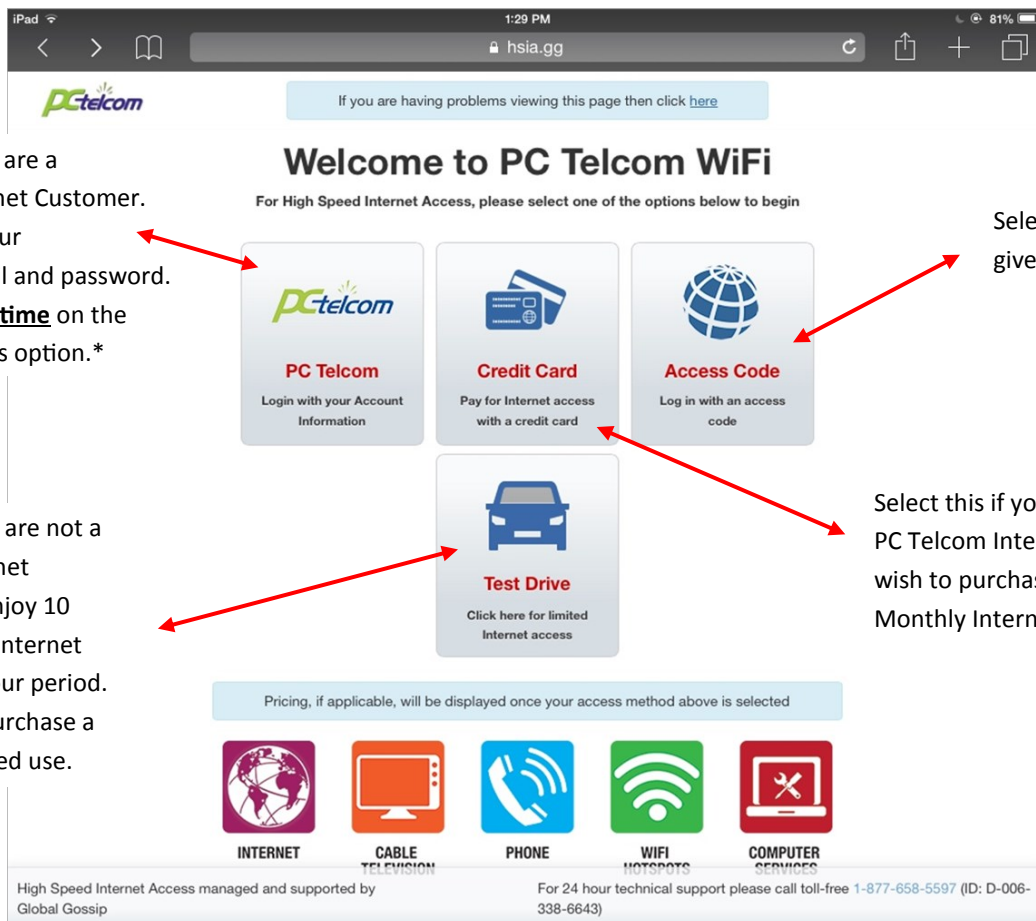 iPad
1:29 PM
81%
hsia.gg
PCtelcom
If you are having problems viewing this page then click here
Welcome to PC Telcom WiFi
For High Speed Internet Access, please select one of the options below to begin
are a
net Customer.
ur
l and password.
time on the
s option.*
PCtelcom
PC Telcom
Login with your Account
Information
Credit Card
Pay for Internet access
with a credit card
Access Code
Log in with an access
code
Sele
give
are not a
net
njoy 10
nternet
our period.
urchase a
ed use.
Test Drive
Click here for limited
Internet access
Select this if yo
PC Telcom Inte
wish to purchas
Monthly Intern
Pricing, if applicable, will be displayed once your access method above is selected
INTERNET
CABLE
TELEVISION
PHONE
WIFI
HOTSPOTS
COMPUTER
SERVICES
High Speed Internet Access managed and supported by
Global Gossip
For 24 hour technical support please call toll-free 1-877-658-5597 (ID: D-006-
338-6643)